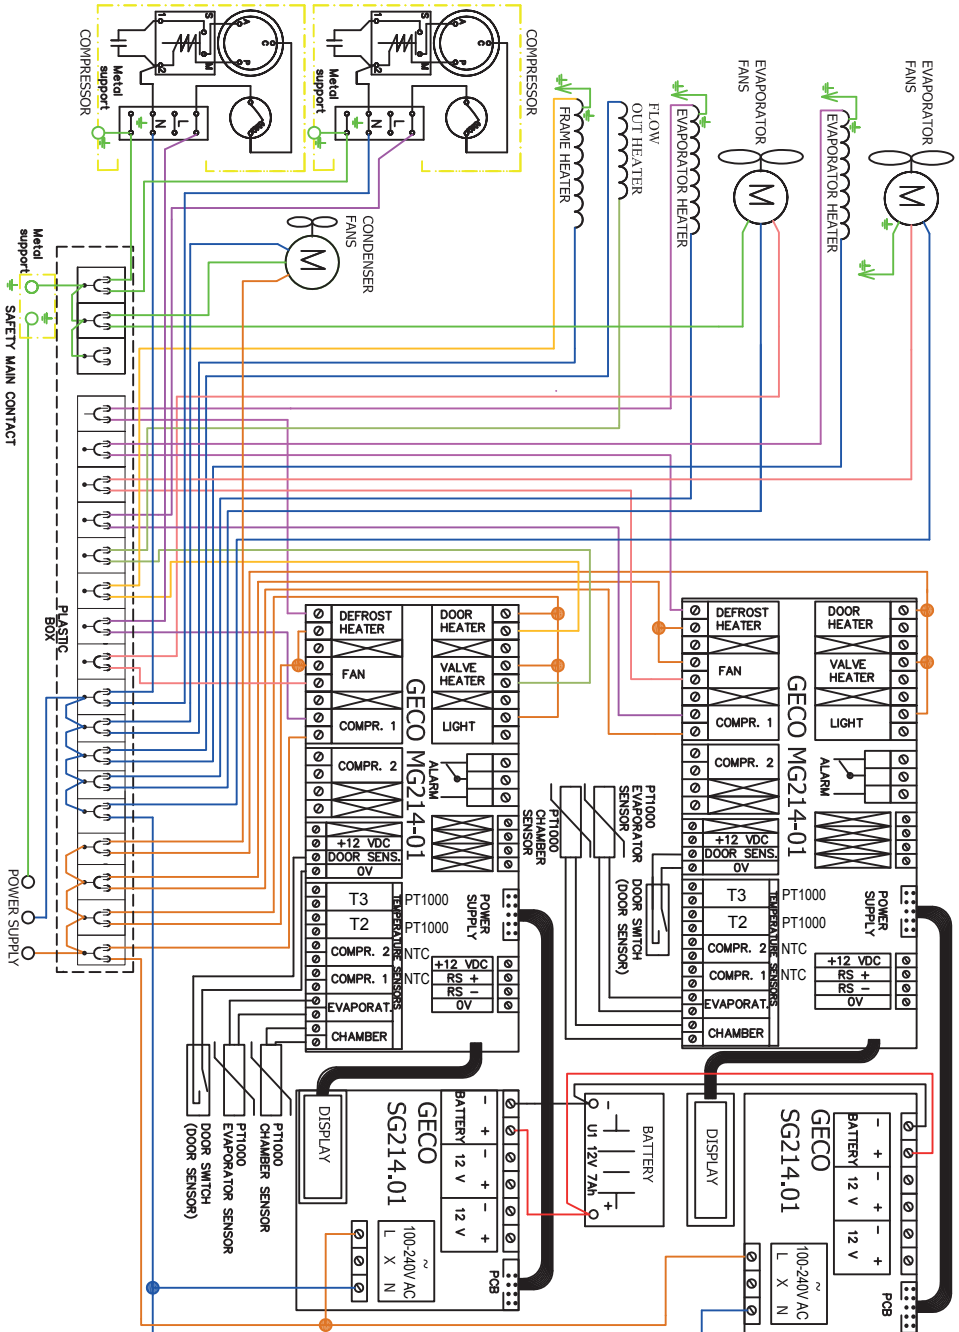 COMPRESSOR
1
S
A
C
2
M
P
Metal
support
N
L
COMPRESSOR
1
S
A
C
2
M
P
Metal
support
N
L
FRAME HEATER
FLOW
OUT HEATER
EVAPORATOR HEATER
EVAPORATOR
FANS
M
EVAPORATOR HEATER
EVAPORATOR
FANS
M
CONDENSER
FANS
M
Metal
support
SAFETY MAIN CONTACT
PLASTIC
BOX
POWER SUPPLY
DEFROST
HEATER
FAN
COMPR. 1
COMPR. 2
+12 VDC
DOOR SENS.
0V
T3
T2
COMPR. 2
COMPR. 1
EVAPORAT.
CHAMBER
TEMPERATURE SENSORS
PT1000
PT1000
NTC
NTC
GECO MG214-01
DOOR
HEATER
VALVE
HEATER
LIGHT
ALARM
POWER
SUPPLY
+12 VDC
RS +
RS -
0V
PT1000
CHAMBER
SENSOR
PT1000
EVAPORATOR
SENSOR
DOOR SWITCH
(DOOR SENSOR)
DEFROST
HEATER
FAN
COMPR. 1
COMPR. 2
+12 VDC
DOOR SENS.
0V
T3
T2
COMPR. 2
COMPR. 1
EVAPORAT.
CHAMBER
TEMPERATURE SENSORS
PT1000
PT1000
NTC
NTC
GECO MG214-01
DOOR
HEATER
VALVE
HEATER
LIGHT
ALARM
POWER
SUPPLY
+12 VDC
RS +
RS -
0V
PT1000
CHAMBER SENSOR
PT1000
EVAPORATOR SENSOR
DOOR SWITCH
(DOOR SENSOR)
DISPLAY
GECO
SG214.01
BATTERY
12 V
12 V
- + - + - +
~
100-240V AC
L X N
PCB
BATTERY
- +
U1 12V 7Ah
DISPLAY
GECO
SG214.01
BATTERY
12 V
12 V
- + - + - +
~
100-240V AC
L X N
PCB